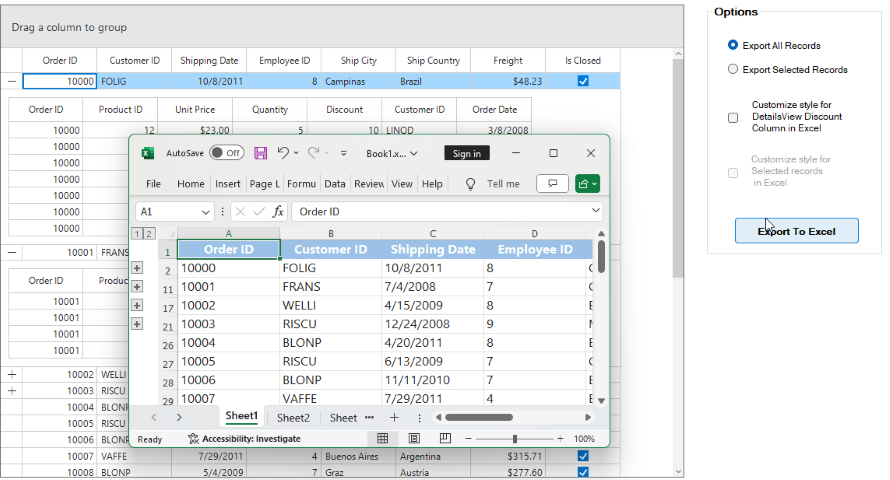 Drag a column to group
Order ID Customer ID Shipping Date Employee ID Ship City Ship Country Freight Is Closed
10000 FOLIG 10/8/2011 8 Campinas Brazil $48.23
Order ID Product ID Unit Price Quantity Discount Customer ID Order Date
10000 12 $23.00 5 10 LINOD 3/8/2008
10000
10000
10000
10000
10000
10000
10001 FRANS
Order ID Produc
10001
10001
10001
10001
10002 WELLI
10003 RISCU
10004 BLONP
10005 RISCU
10006 BLONP
10007 VAFFE 7/29/2011 4 Buenos Aires Argentina $315.71
10008 BLONP 5/4/2009 7 Graz Austria $277.60
AutoSave Off Book1.x... Sign in
File Home Insert Page L Formu Data Review View Help Tell me
A1 fx Order ID
1 2 A B C D
1 Order ID Customer ID Shipping Date Employee ID
2 10000 FOLIG 10/8/2011 8
11 10001 FRANS 7/4/2008 7
17 10002 WELLI 4/15/2009 8
21 10003 RISCU 12/24/2008 9
26 10004 BLONP 4/20/2011 8
27 10005 RISCU 6/13/2009 7
28 10006 BLONP 11/11/2010 7
29 10007 VAFFE 7/29/2011 4
Sheet1 Sheet2 Sheet ...
Ready Accessibility: Investigate 100%
Options
Export All Records
Export Selected Records
Customize style for
DetailsView Discount
Column in Excel
Customize style for
Selected records
in Excel
Export To Excel